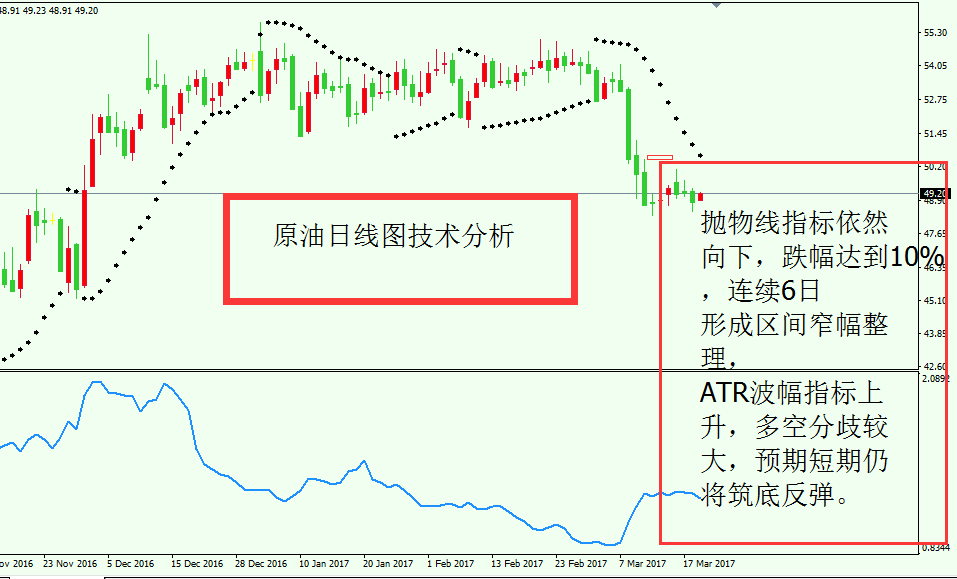 48.91 49.23 48.91 49.20
55.30
54.05
52.75
51.45
50.20
49.20
48.90
47.65
46.35
45.10
43.85
42.60
原油日线图技术分析
抛物线指标依然
向下，跌幅达到10%
，连续6日
形成区间窄幅整
理，
ATR波幅指标上
升，多空分歧较
大，预期短期仍
将筑底反弹。
2.0892
0.8344
ov 2016 23 Nov 2016 5 Dec 2016 15 Dec 2016 28 Dec 2016 10 Jan 2017 20 Jan 2017 1 Feb 2017 13 Feb 2017 23 Feb 2017 7 Mar 2017 17 Mar 2017